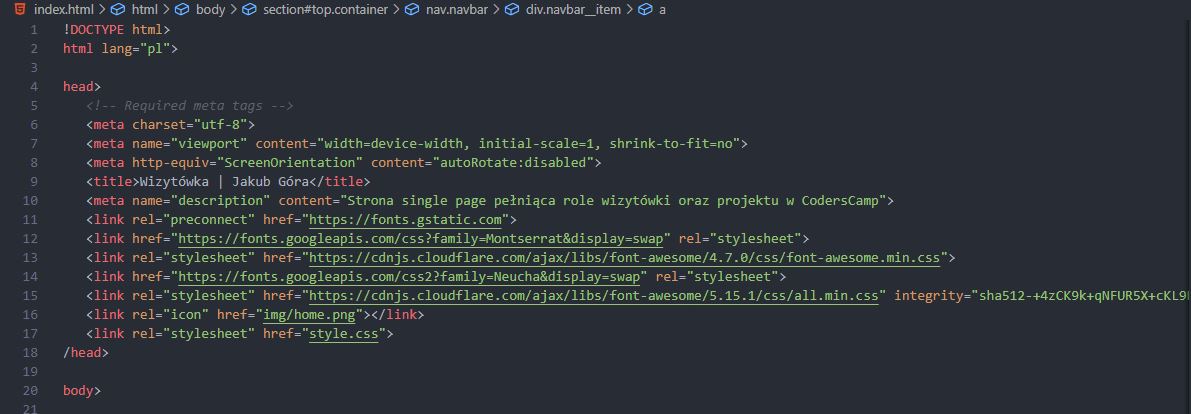 index.html > html > body > section#top.container > nav.navbar > div.navbar__item > a
1 !DOCTYPE html>
2 html lang="pl">
3
4 head>
5 <!-- Required meta tags -->
6 <meta charset="utf-8">
7 <meta name="viewport" content="width=device-width, initial-scale=1, shrink-to-fit=no">
8 <meta http-equiv="ScreenOrientation" content="autoRotate:disabled">
9 <title>Wizytówka | Jakub Góra</title>
10 <meta name="description" content="Strona single page pełniąca role wizytówki oraz projektu w CodersCamp">
11 <link rel="preconnect" href="https://fonts.gstatic.com">
12 <link href="https://fonts.googleapis.com/css?family=Montserrat&display=swap" rel="stylesheet">
13 <link rel="stylesheet" href="https://cdnjs.cloudflare.com/ajax/libs/font-awesome/4.7.0/css/font-awesome.min.css">
14 <link href="https://fonts.googleapis.com/css2?family=Neucha&display=swap" rel="stylesheet">
15 <link rel="stylesheet" href="https://cdnjs.cloudflare.com/ajax/libs/font-awesome/5.15.1/css/all.min.css" integrity="sha512-+4zCK9k+qNFUR5X+cKL9
16 <link rel="icon" href="img/home.png"></link>
17 <link rel="stylesheet" href="style.css">
18 /head>
19
20 body>
21